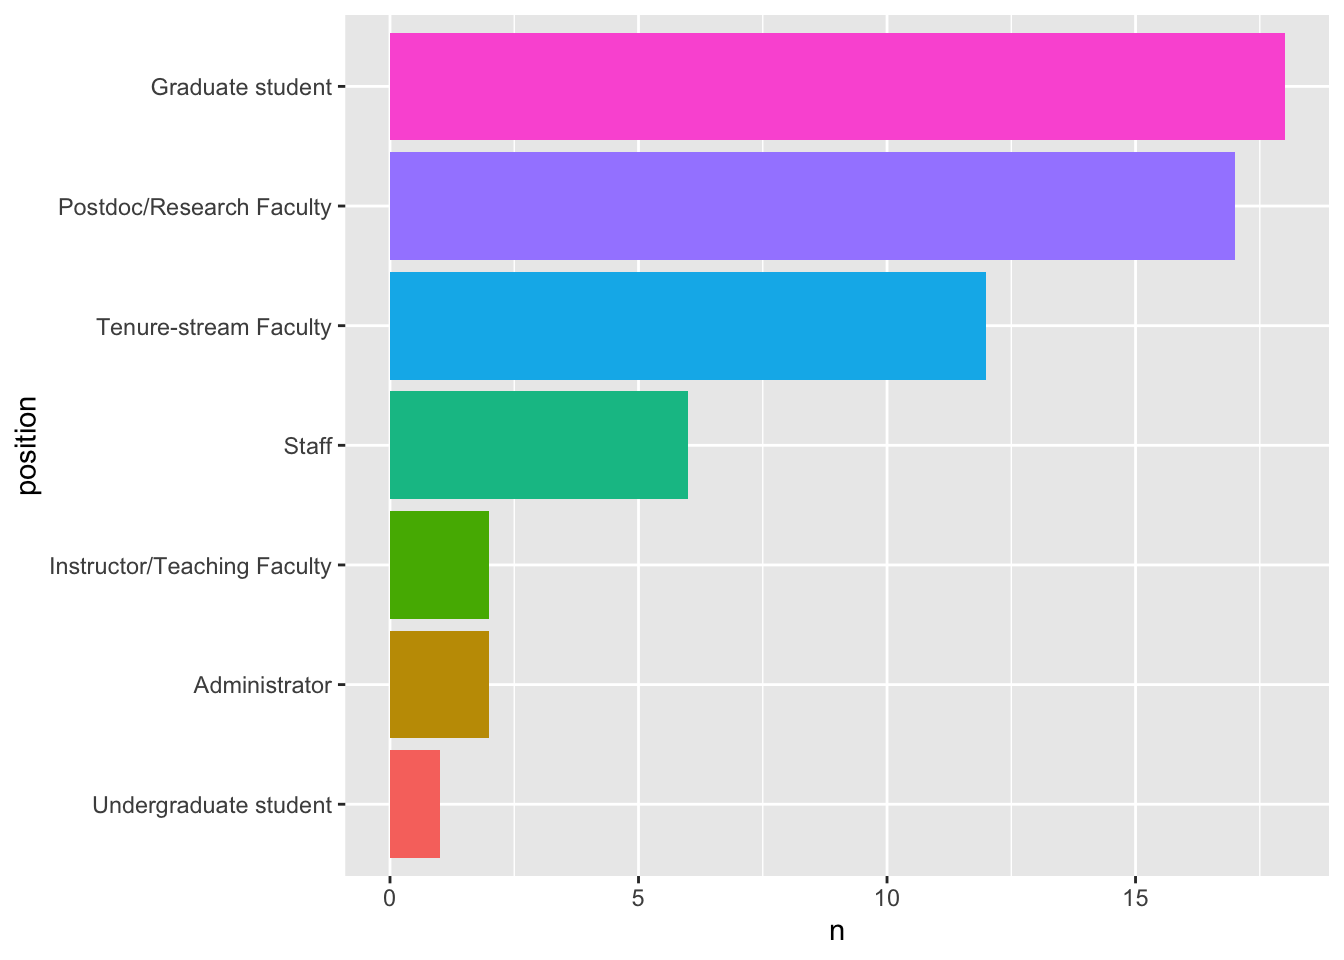 Graduate student
Postdoc/Research Faculty
Tenure-stream Faculty
Staff
Instructor/Teaching Faculty
Administrator
Undergraduate student
position
0 5 10 15
n